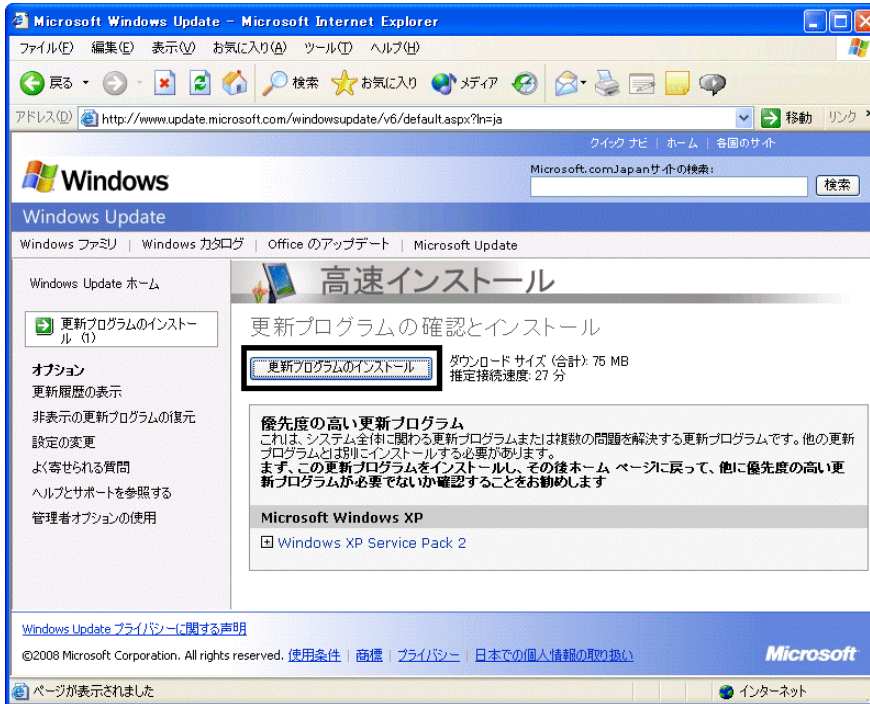 Microsoft Windows Update - Microsoft Internet Explorer
ファイル(F) 編集(E) 表示(V) お気に入り(A) ツール(T) ヘルプ(H)
戻る 検索 お気に入り メディア
アドレス(D) http://www.update.microsoft.com/windowsupdate/v6/default.aspx?ln=ja 移動 リンク
クイック ナビ | ホーム | 各国のサイト
Windows
Microsoft.comJapanサイトの検索:
検索
Windows Update
Windows ファミリ | Windows カタログ | Office のアップデート | Microsoft Update
Windows Update ホーム
更新プログラムのインストー
ル (1)
オプション
更新履歴の表示
非表示の更新プログラムの復元
設定の変更
よく寄せられる質問
ヘルプとサポートを参照する
管理者オプションの使用
高速インストール
更新プログラムの確認とインストール
更新プログラムのインストール
ダウンロード サイズ (合計): 75 MB
推定接続速度: 27 分
優先度の高い更新プログラム
これは、システム全体に関わる更新プログラムまたは複数の問題を解決する更新プログラムです。他の更新
プログラムとは別にインストールする必要があります。
まず、この更新プログラムをインストールし、その後ホーム ページに戻って、他に優先度の高い更
新プログラムが必要でないか確認することをお勧めします
Microsoft Windows XP
Windows XP Service Pack 2
Windows Update プライバシーに関する声明
©2008 Microsoft Corporation. All rights reserved. 使用条件 | 商標 | プライバシー | 日本での個人情報の取り扱い
Microsoft
ページが表示されました
インターネット